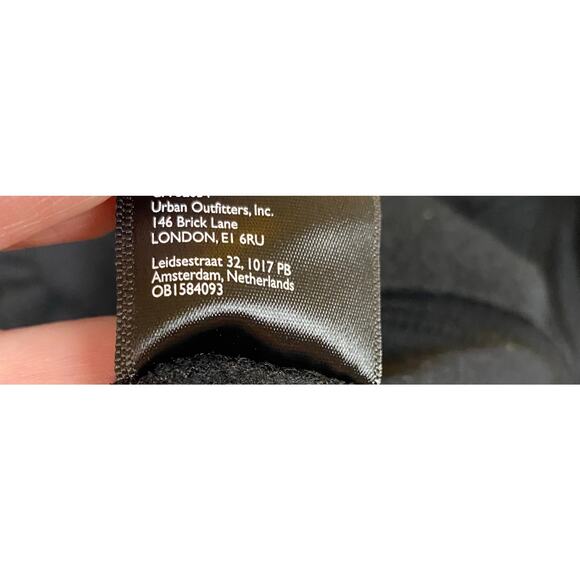 Urban Outfitters, Inc.
146 Brick Lane
LONDON, E1 6RU
Leidsestraat 32, 1017 PB
Amsterdam, Netherlands
OB1584093